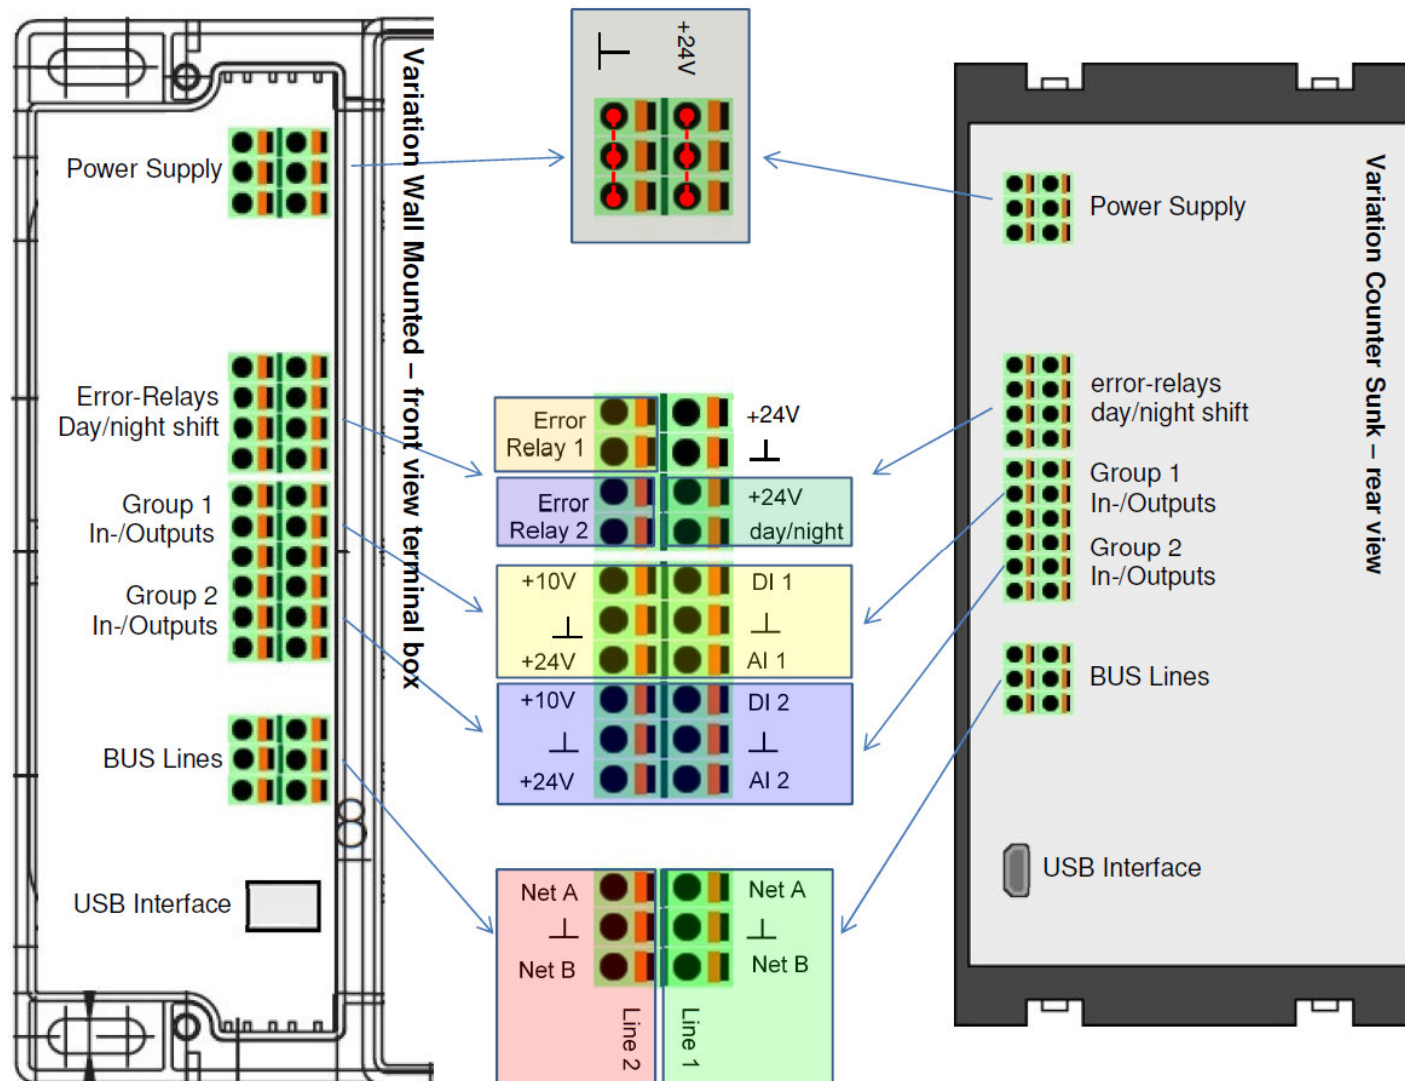 +24V
Variation Wall Mounted – front view terminal box
Power Supply
Error-Relays
Day/night shift
Group 1
In-/Outputs
Group 2
In-/Outputs
BUS Lines
USB Interface
Error
Relay 1
+24V
Error
Relay 2
+24V
day/night
+10V
DI 1
+24V
AI 1
+10V
DI 2
+24V
AI 2
Net A
Net A
Net B
Net B
Line 2
Line 1
Variation Counter Sunk – rear view
Power Supply
error-relays
day/night shift
Group 1
In-/Outputs
Group 2
In-/Outputs
BUS Lines
USB Interface